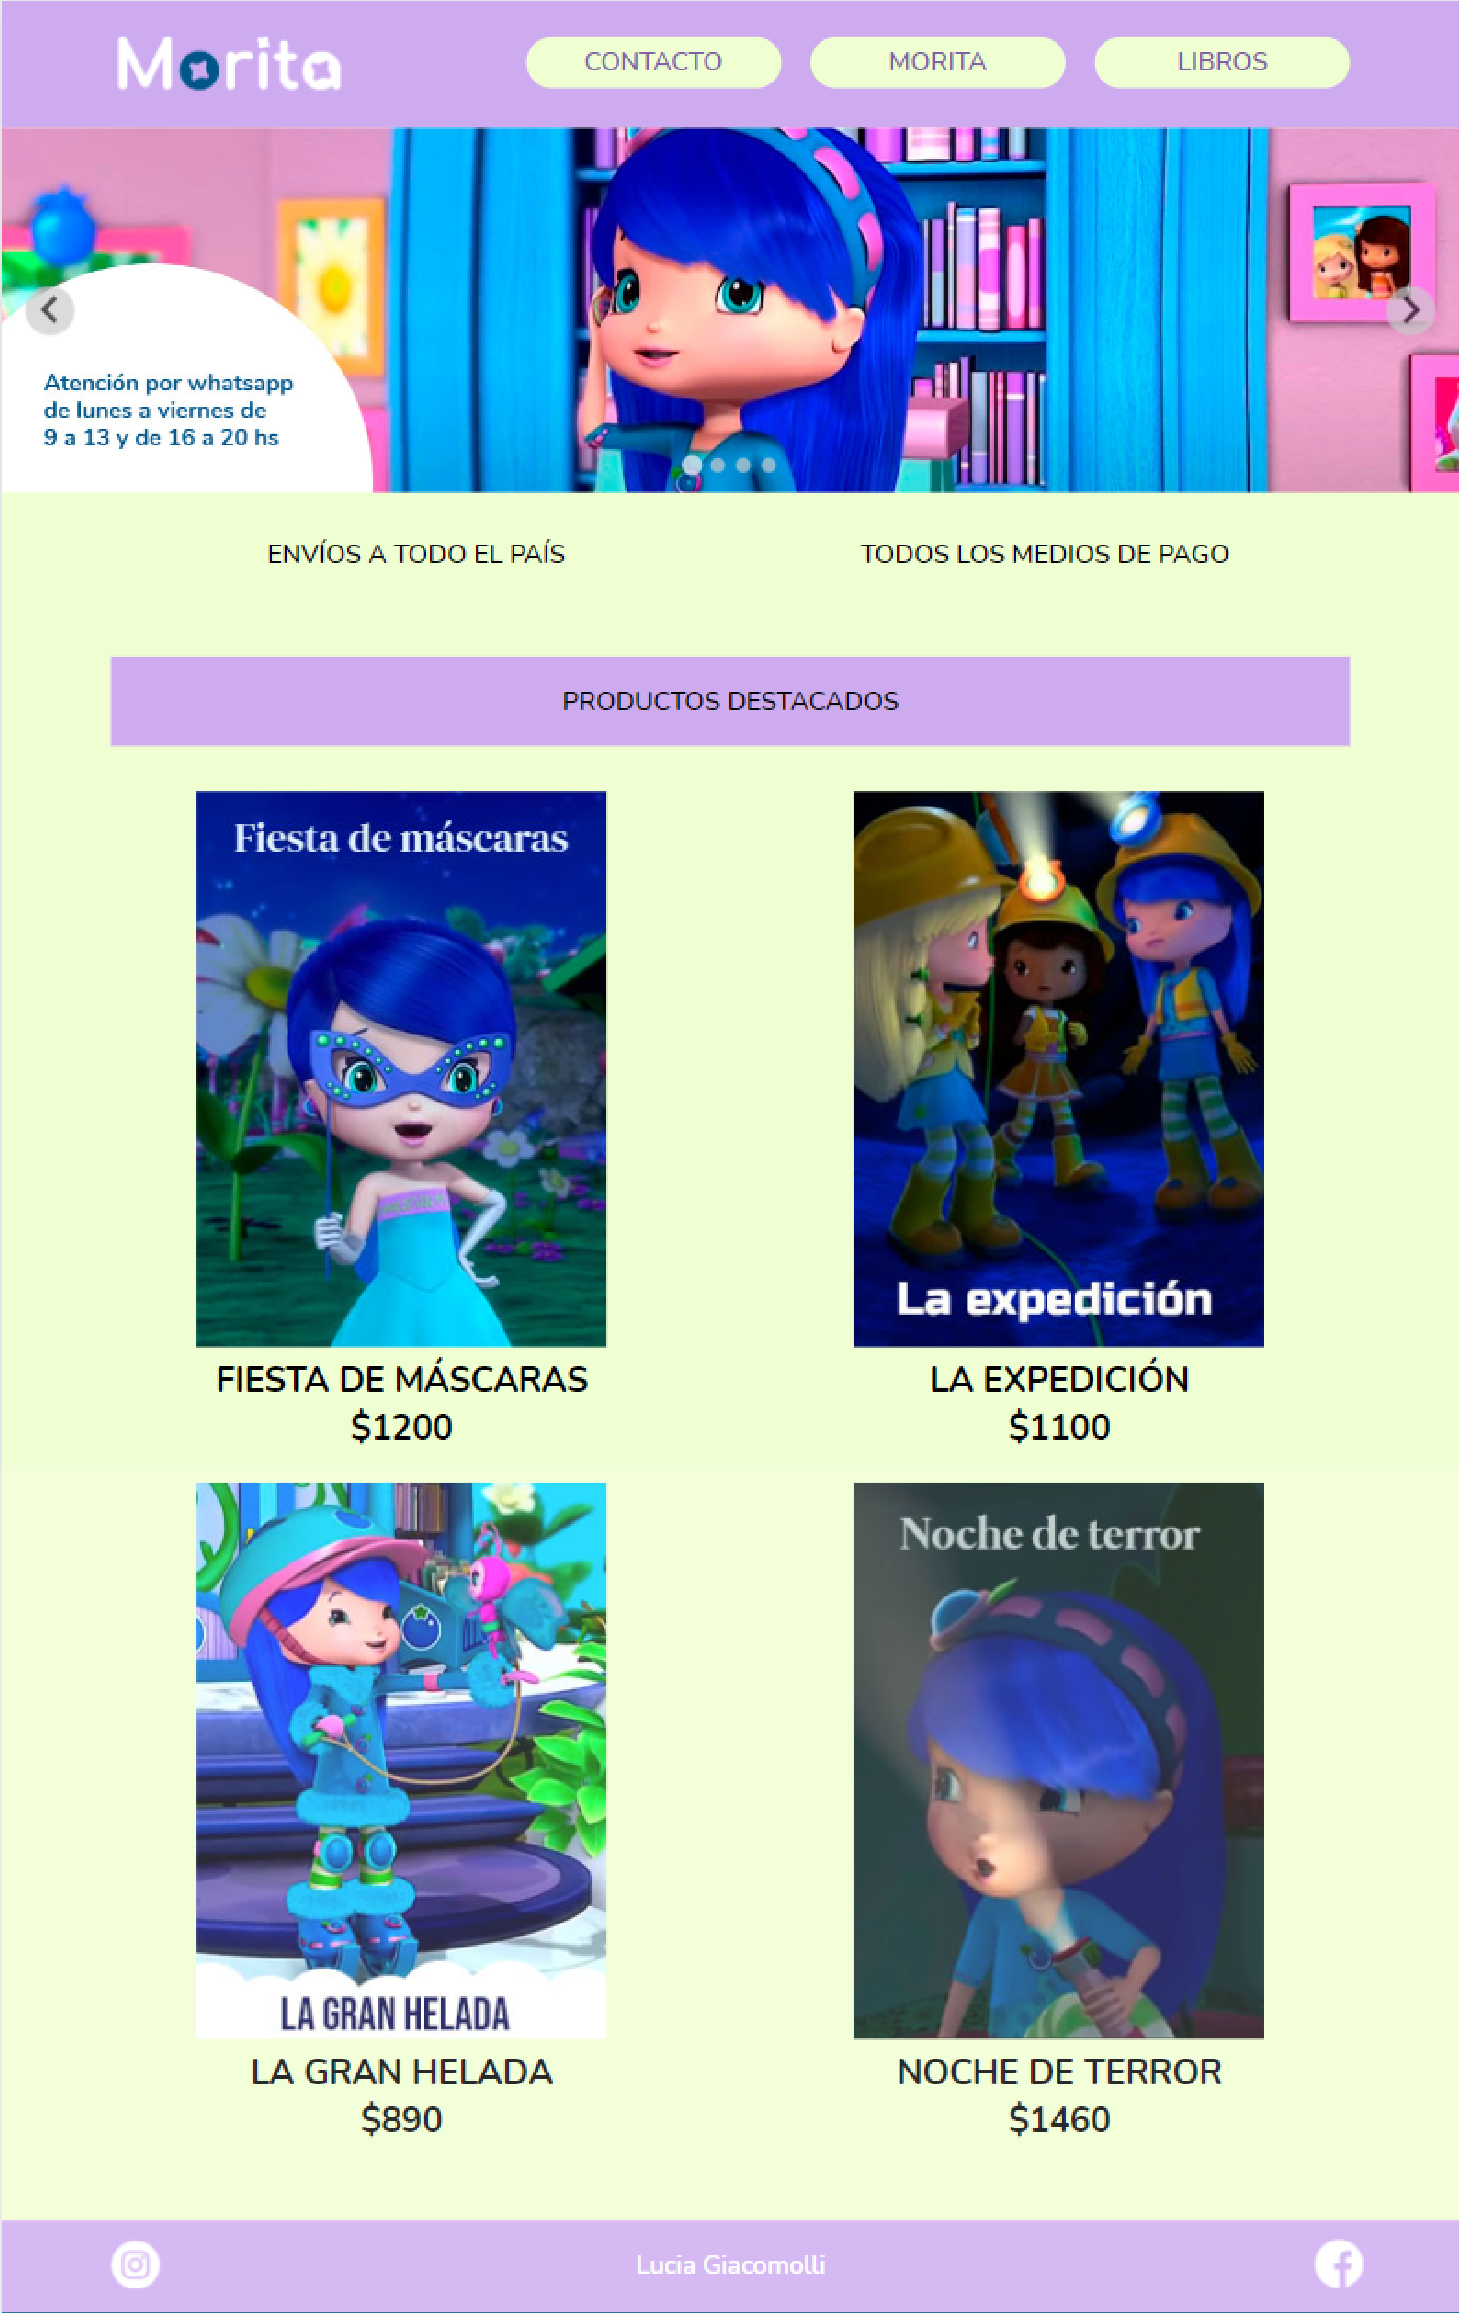 Morita
CONTACTO
MORITA
LIBROS
Atención por whatsapp
de lunes a viernes de
9 a 13 y de 16 a 20 hs
ENVÍOS A TODO EL PAÍS
TODOS LOS MEDIOS DE PAGO
PRODUCTOS DESTACADOS
Fiesta de máscaras
La expedición
FIESTA DE MÁSCARAS
$1200
LA EXPEDICIÓN
$1100
Noche de terror
LA GRAN HELADA
LA GRAN HELADA
$890
NOCHE DE TERROR
$1460
Lucia Giacomolli